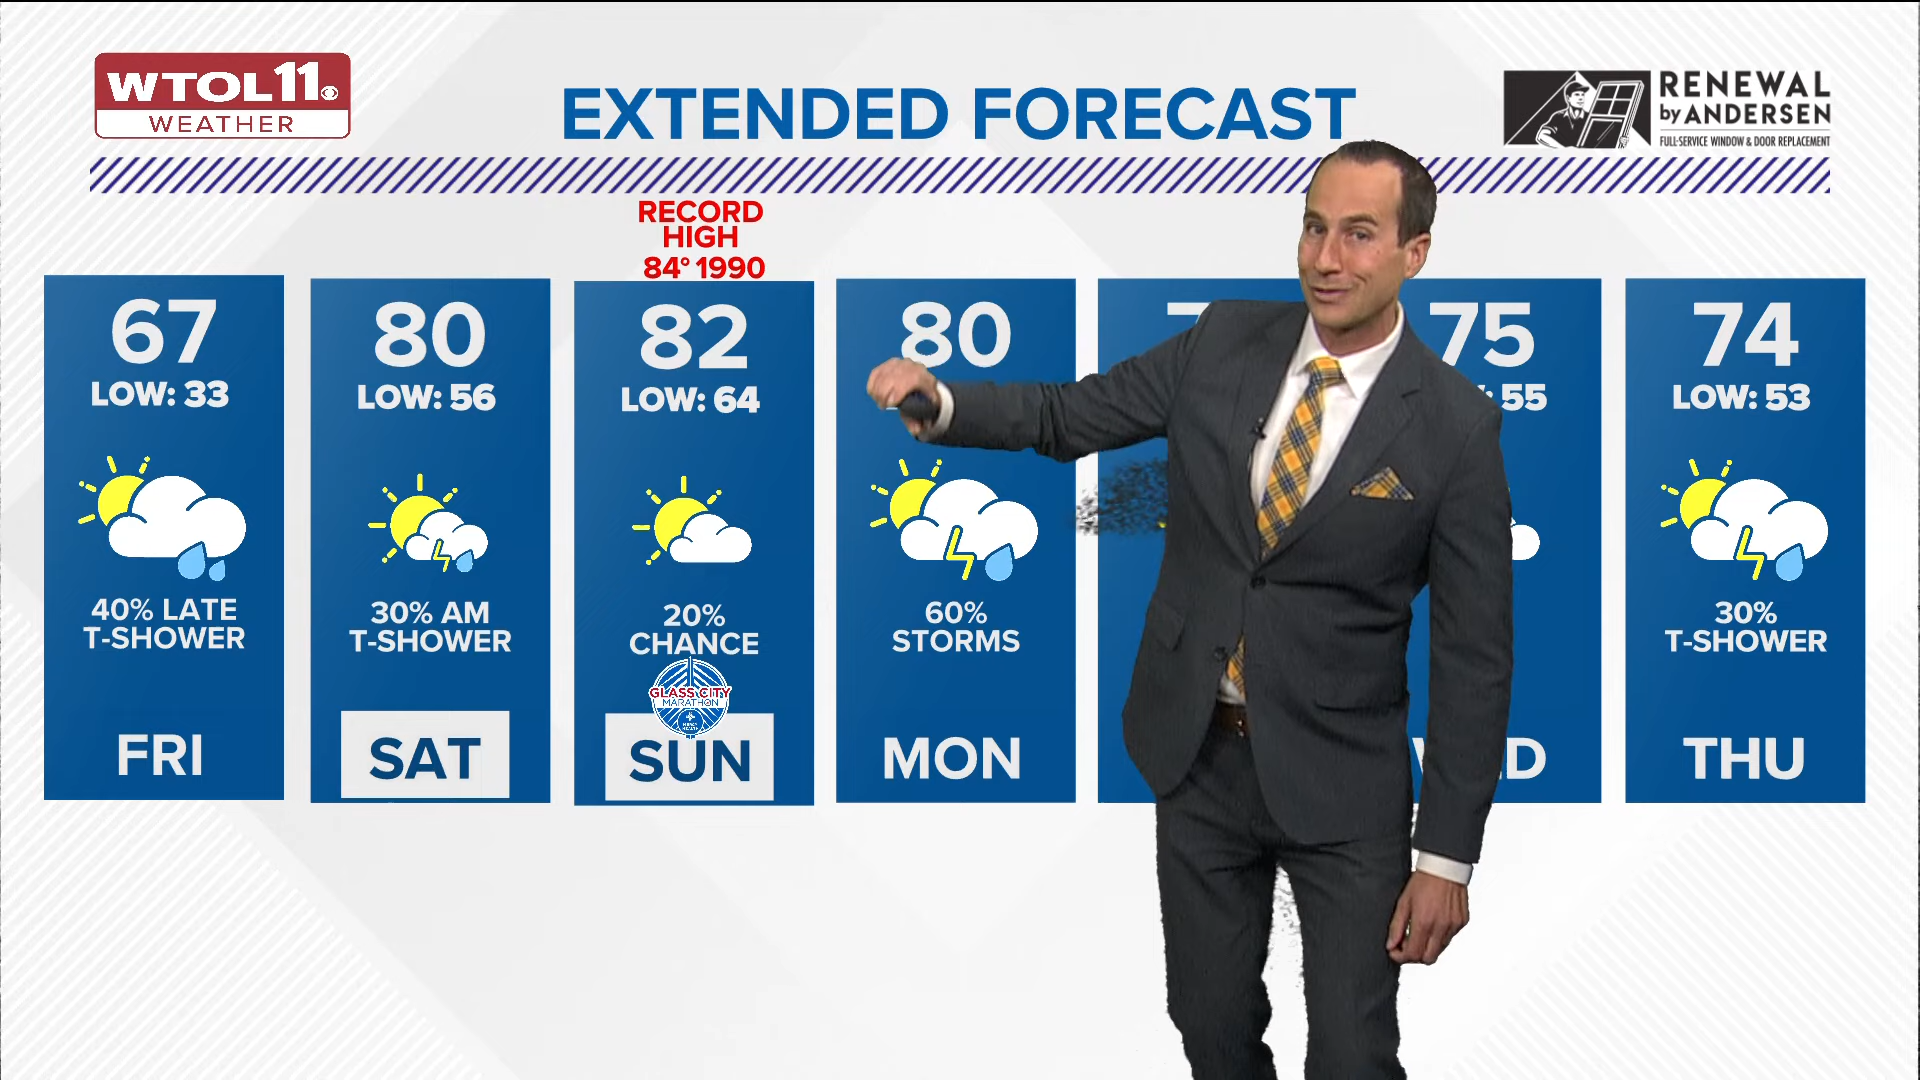 WTOL 11
WEATHER
EXTENDED FORECAST
RENEWAL
by ANDERSEN
FULL-SERVICE WINDOW & DOOR REPLACEMENT
RECORD
HIGH
84° 1990
67
LOW: 33
40% LATE
T-SHOWER
FRI
80
LOW: 56
30% AM
T-SHOWER
SAT
82
LOW: 64
20%
CHANCE
GLASS CITY
MARATHON
SUN
80
60%
STORMS
MON
75
: 55
74
LOW: 53
30%
T-SHOWER
THU